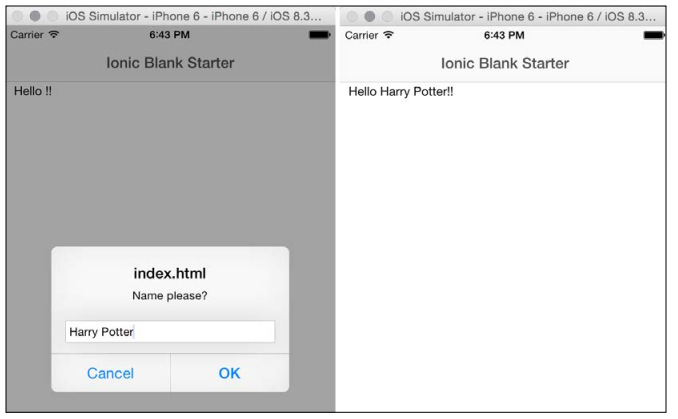 iOS Simulator - iPhone 6 - iPhone 6 / iOS 8.3...
Carrier 6:43 PM
Ionic Blank Starter
Hello !!
index.html
Name please?
Harry Potter
Cancel OK
iOS Simulator - iPhone 6 - iPhone 6 / iOS 8.3...
Carrier 6:43 PM
Ionic Blank Starter
Hello Harry Potter!!